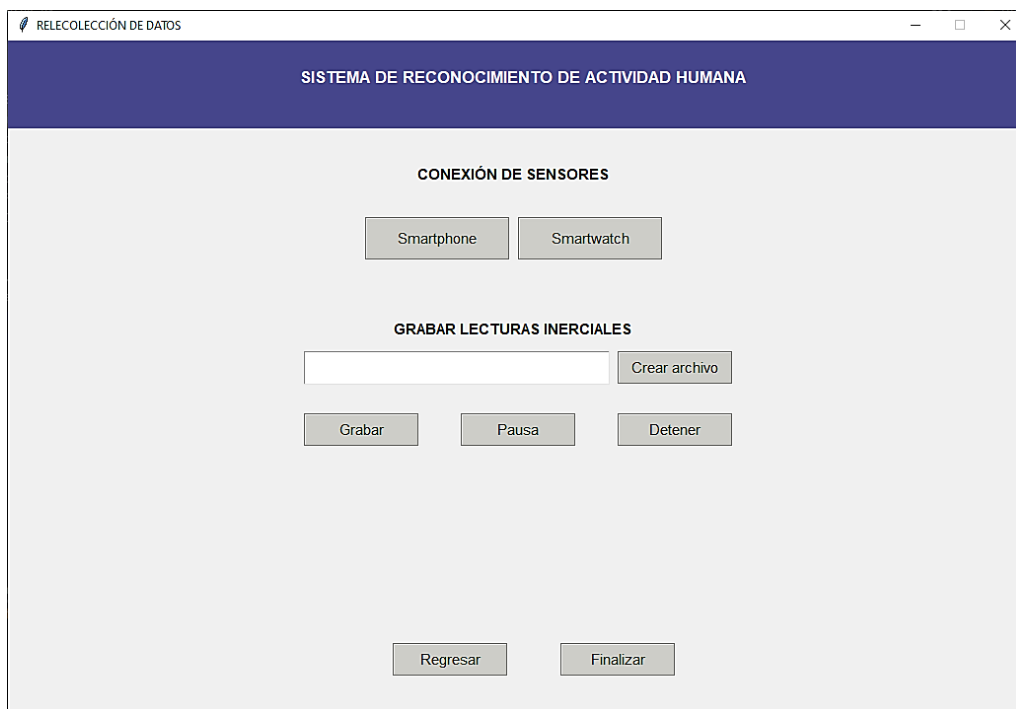 RELECOLECCIÓN DE DATOS
SISTEMA DE RECONOCIMIENTO DE ACTIVIDAD HUMANA
CONEXIÓN DE SENSORES
Smartphone Smartwatch
GRABAR LECTURAS INERCIALES
Crear archivo
Grabar Pausa Detener
Regresar Finalizar